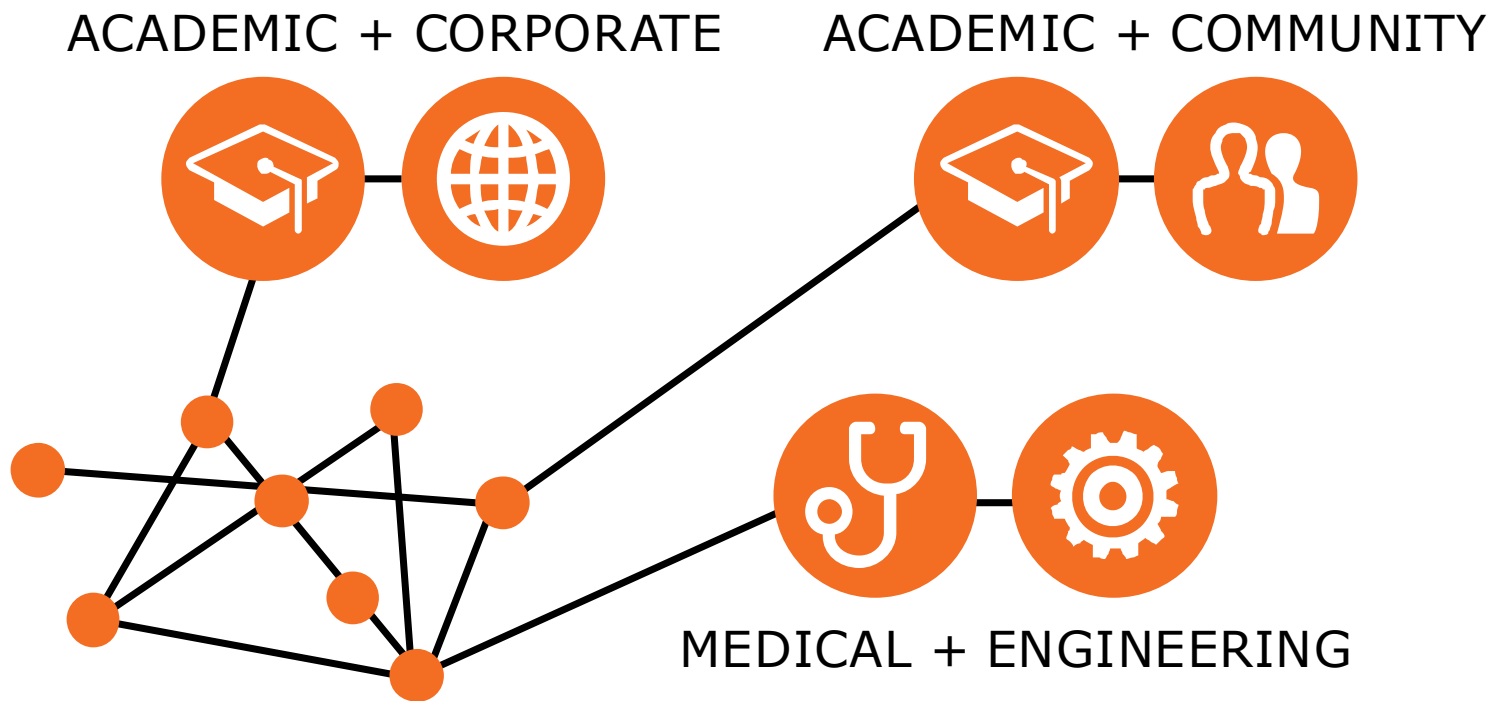 ACADEMIC + CORPORATE
ACADEMIC + COMMUNITY
MEDICAL + ENGINEERING